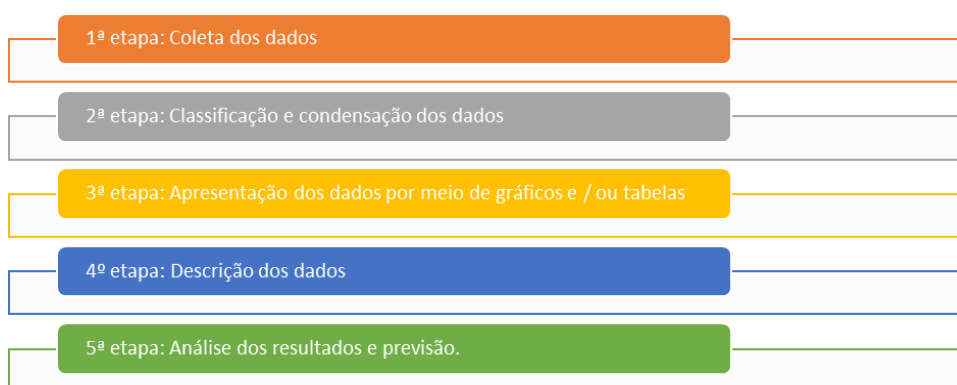 1ª etapa: Coleta dos dados
2ª etapa: Classificação e condensação dos dados
3ª etapa: Apresentação dos dados por meio de gráficos e / ou tabelas
4º etapa: Descrição dos dados
5ª etapa: Análise dos resultados e previsão.